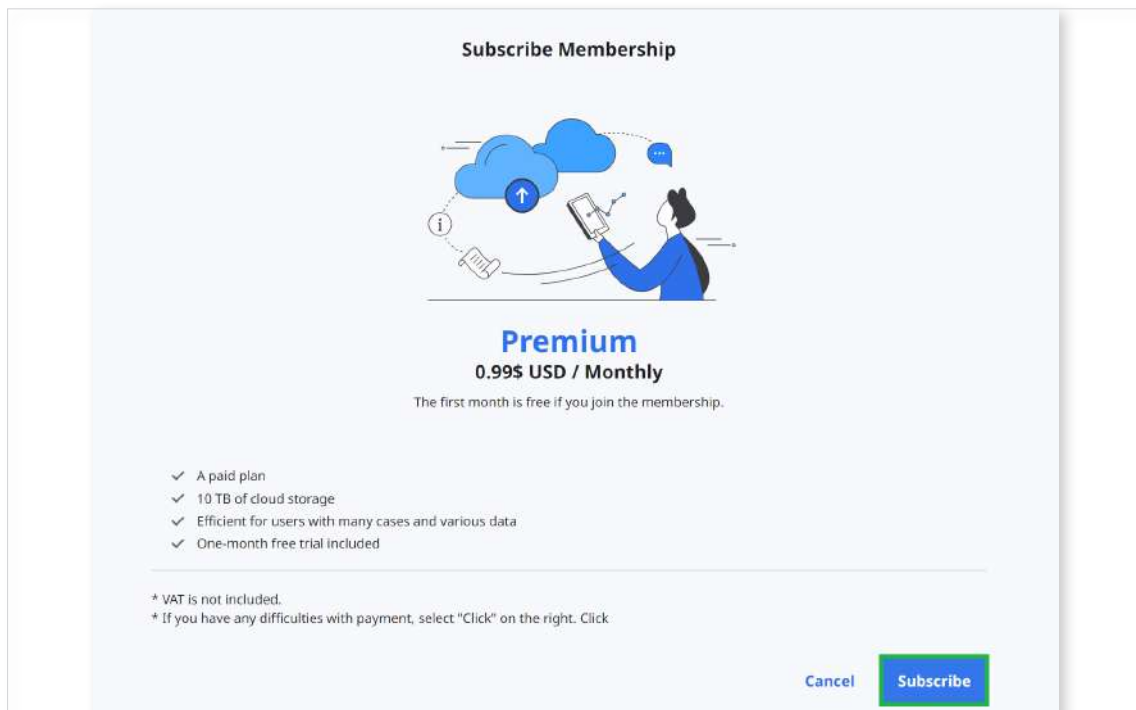 Subscribe Membership
i
Premium
0.99$ USD / Monthly
The first month is free if you join the membership.
A paid plan
10 TB of cloud storage
Efficient for users with many cases and various data
One-month free trial included
* VAT is not included.
* If you have any difficulties with payment, select "Click" on the right. Click
Cancel
Subscribe